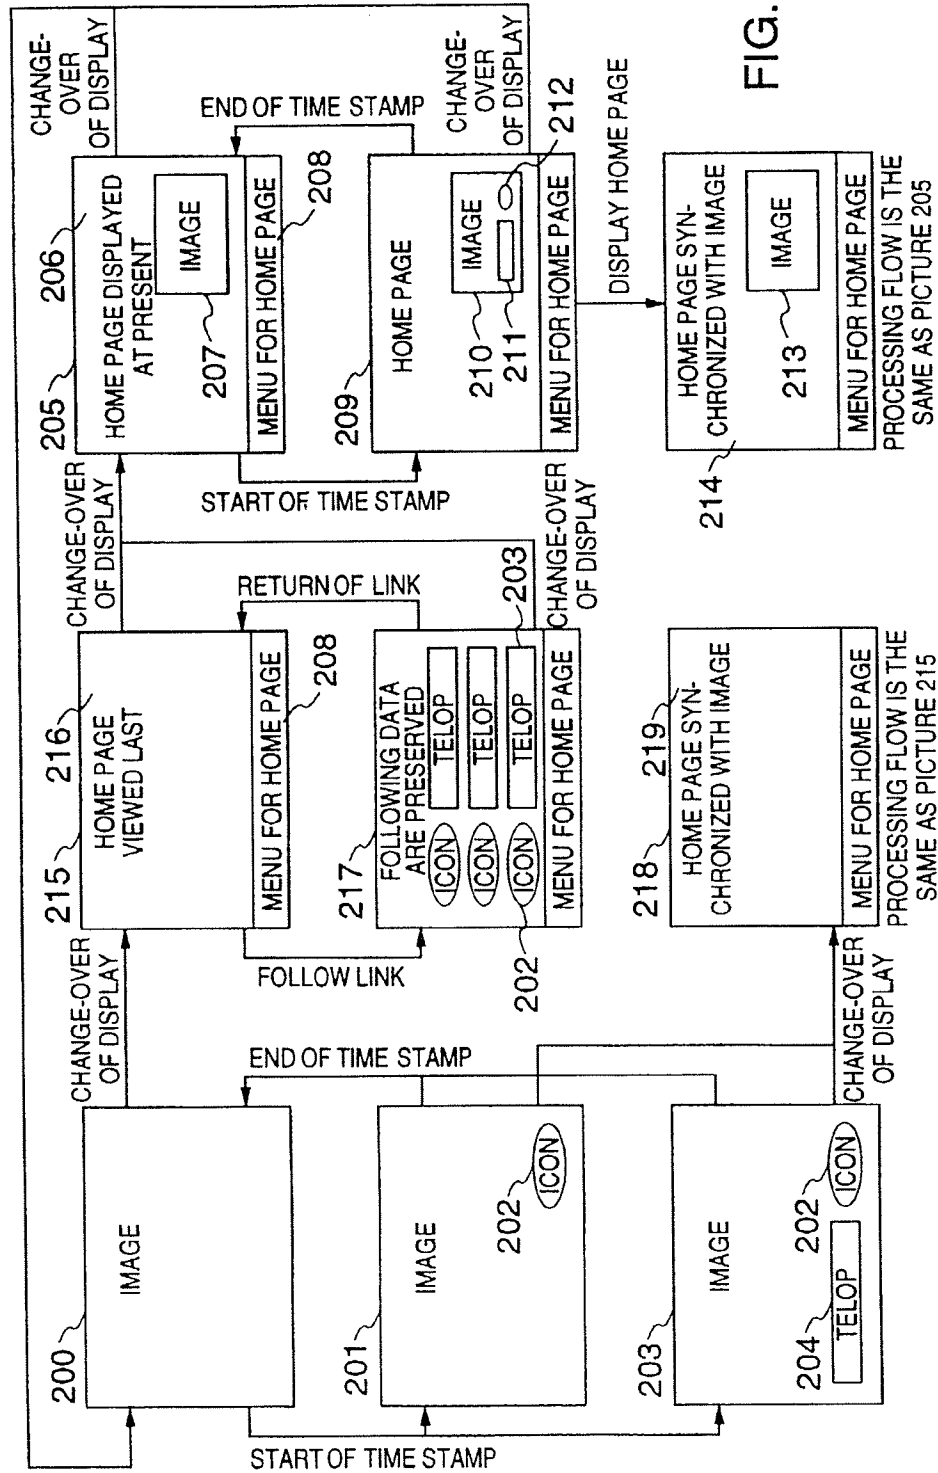 200
IMAGE
CHANGE-OVER
OF DISPLAY
215
216
HOME PAGE
VIEWED LAST
MENU FOR HOME PAGE
208
CHANGE-OVER
OF DISPLAY
205
206
HOME PAGE DISPLAYED
AT PRESENT
IMAGE
207
MENU FOR HOME PAGE
208
CHANGE-
OVER
OF DISPLAY
END OF TIME STAMP
FOLLOW LINK
RETURN OF LINK
START OF TIME STAMP
END OF TIME STAMP
201
IMAGE
202
ICON
217
FOLLOWING DATA
ARE PRESERVED
ICON
TELOP
ICON
TELOP
ICON
TELOP
202
203
MENU FOR HOME PAGE
CHANGE-OVER
OF DISPLAY
209
HOME PAGE
IMAGE
210
211
212
MENU FOR HOME PAGE
CHANGE-
OVER
OF DISPLAY
DISPLAY HOME PAGE
203
IMAGE
204
TELOP
202
ICON
CHANGE-OVER
OF DISPLAY
START OF TIME STAMP
218
219
HOME PAGE SYN-
CHRONIZED WITH IMAGE
MENU FOR HOME PAGE
PROCESSING FLOW IS THE
SAME AS PICTURE 215
214
HOME PAGE SYN-
CHRONIZED WITH IMAGE
IMAGE
213
MENU FOR HOME PAGE
PROCESSING FLOW IS THE
SAME AS PICTURE 205
FIG.